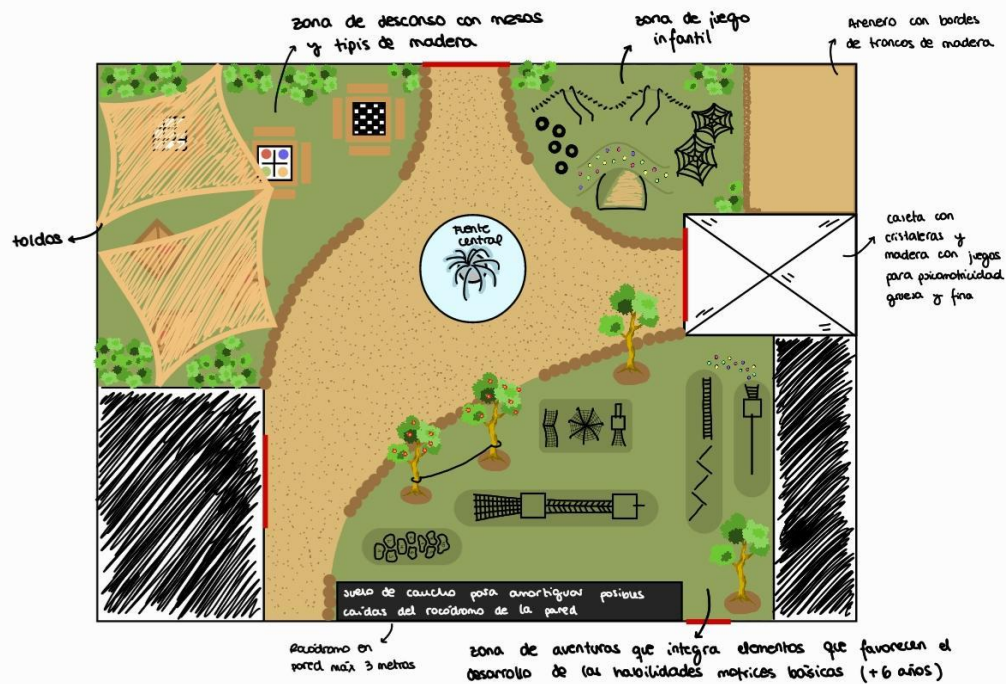 zona de desconso con mesas
y tipis de madera
zona de juego
infantil
Arenero con bordes
de troncos de madera
toldos
Fuente
central
caseta con
cristaleras y
madera con juegos
para psicomotricidad
gruesa y fina
suelo de caucho para amortiguar posibles
caídas del rocódromo de la pared
Rocódromo en
pared máx 3 metros
zona de aventuras que integra elementos que favorecen el
desarrollo de las habilidades motrices básicas (+6 años)